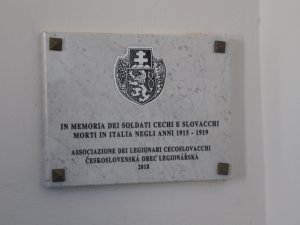 IN MEMORIA DEI SOLDATI CECHI E SLOVACCHI
MORTI IN ITALIA NEGLI ANNI 1915 - 1919
ASSOCIAZIONE DEI LEGIONARI CECOSLOVACCHI
ČESKOSLOVENSKÁ OBEC LEGIONÁŘSKÁ
2018